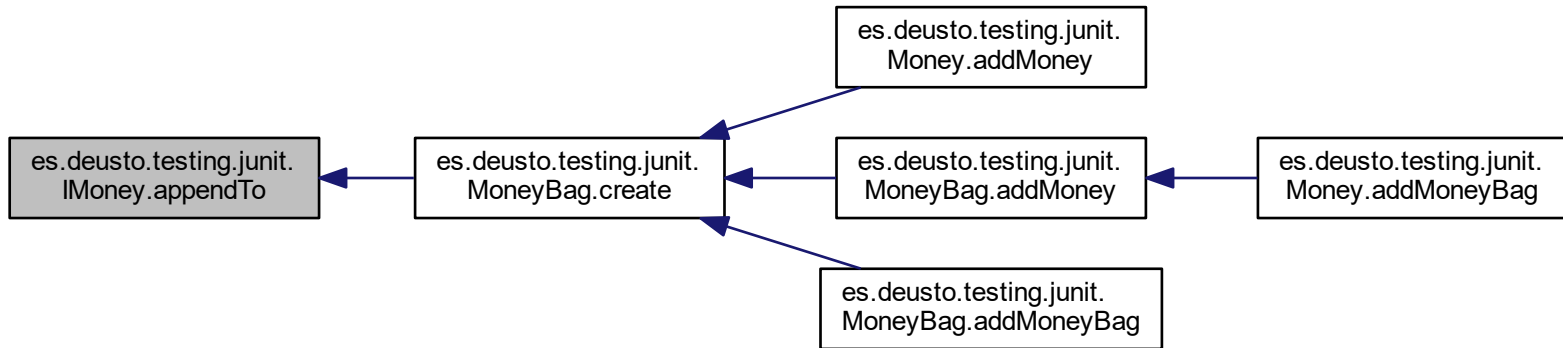 es.deusto.testing.junit.
IMoney.appendTo
es.deusto.testing.junit.
MoneyBag.create
es.deusto.testing.junit.
Money.addMoney
es.deusto.testing.junit.
MoneyBag.addMoney
es.deusto.testing.junit.
MoneyBag.addMoneyBag
es.deusto.testing.junit.
Money.addMoneyBag